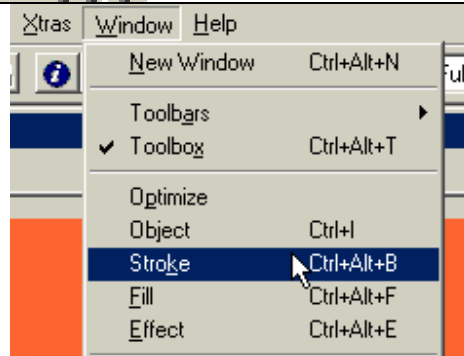 Xtras Window Help
New Window Ctrl+Alt+N
Ful
Toolbars
Toolbox Ctrl+Alt+T
Optimize
Object Ctrl+I
Stroke Ctrl+Alt+B
Fill Ctrl+Alt+F
Effect Ctrl+Alt+E